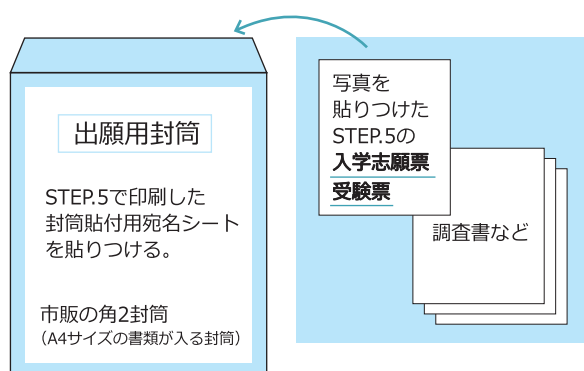 出願用封筒
STEP.5で印刷した
封筒貼付用宛名シート
を貼りつける。
市販の角2封筒
（A4サイズの書類が入る封筒）
写真を
貼りつけた
STEP.5の
入学志願票
受験票
調査書など